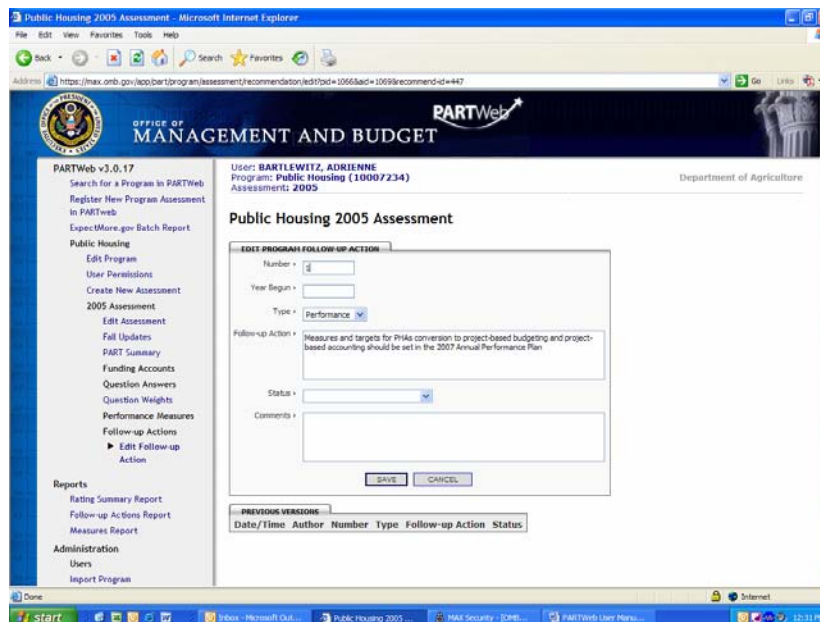 Public Housing 2005 Assessment - Microsoft Internet Explorer
File Edit View Favorites Tools Help
Back Search Favorites
Address https://max.omb.gov/app/part/program/assessment/recommendation/edit?pid=1066&aid=1069&recommend-id=447 Go Links
OFFICE OF
MANAGEMENT AND BUDGET
PARTWeb
PARTWeb v3.0.17
Search for a Program in PARTWeb
Register New Program Assessment
in PARTweb
ExpectMore.gov Batch Report
Public Housing
Edit Program
User Permissions
Create New Assessment
2005 Assessment
Edit Assessment
Fall Updates
PART Summary
Funding Accounts
Question Answers
Question Weights
Performance Measures
Follow-up Actions
Edit Follow-up
Action
Reports
Rating Summary Report
Follow-up Actions Report
Measures Report
Administration
Users
Import Program
User: BARTLEWITZ, ADRIENNE
Program: Public Housing (10007234)
Assessment: 2005
Department of Agriculture
Public Housing 2005 Assessment
EDIT PROGRAM FOLLOW-UP ACTION
Number
Year Begun
Type Performance
Follow-up Action Measures and targets for PHAs conversion to project-based budgeting and project-
based accounting should be set in the 2007 Annual Performance Plan
Status
Comments
SAVE CANCEL
PREVIOUS VERSIONS
Date/Time Author Number Type Follow-up Action Status
Done Internet
start Inbox - Microsoft Out... Public Housing 2005 ... MAX Security - [OMB... PARTWeb User Manu... 12:31 PM